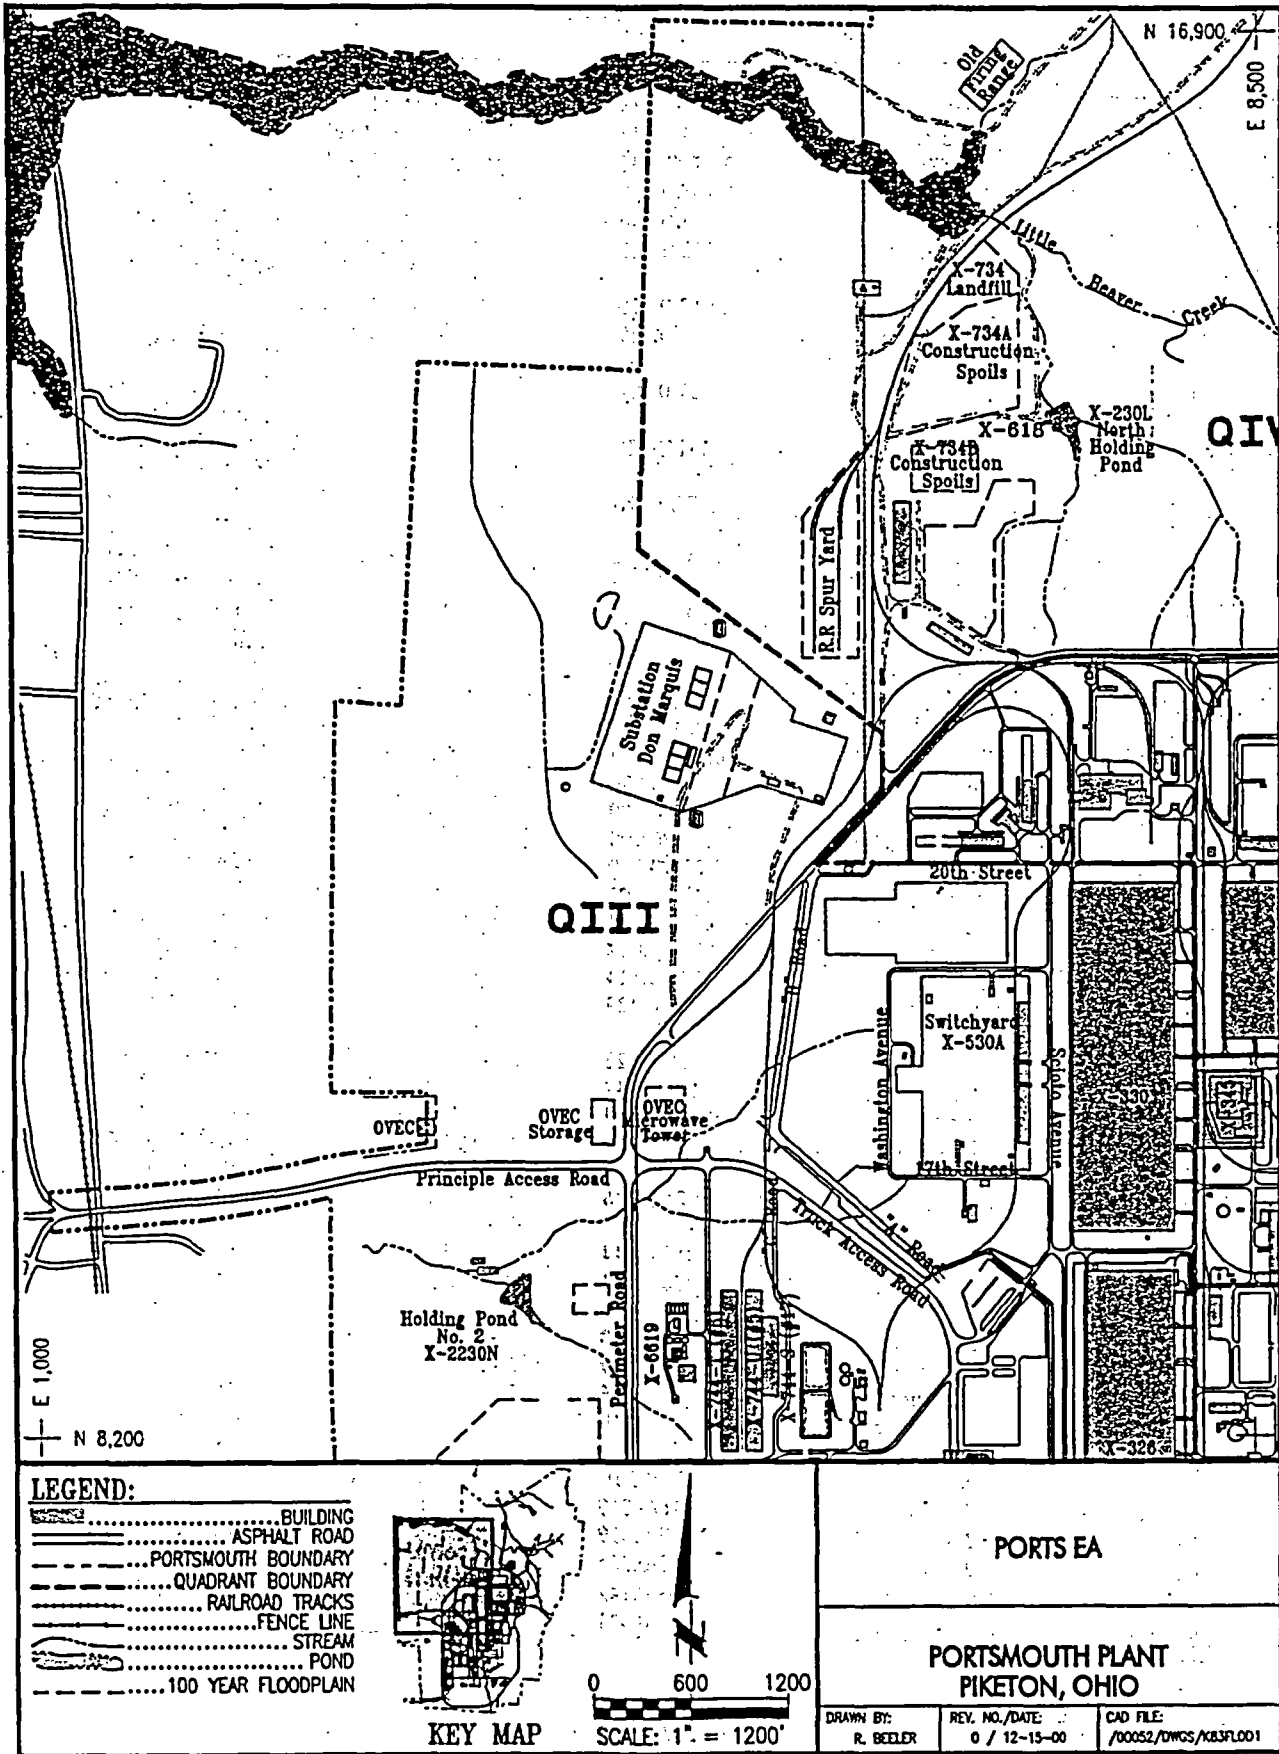 N 16,900
E 8,500
Old
Firing
Range
Little
Beaver
Creek
X-734
Landfill
X-734A
Construction
Spoils
X-618
X-230L
North
Holding
Pond
QIV
X-734B
Construction
Spoils
R.R Spur Yard
Substation
Don Marquis
20th Street
QIII
Road
Washington Avenue
Switchyard
X-530A
Scioto Avenue
X-330
X-345
OVEC
OVEC
Storage
OVEC
Microwave
Tower
17th Street
Principle Access Road
Road
"A" Road
Truck Access Road
Holding Pond
No. 2
X-2230N
Perimeter Road
X-6619
X-326
E 1,000
N 8,200
LEGEND:
BUILDING
ASPHALT ROAD
PORTSMOUTH BOUNDARY
QUADRANT BOUNDARY
RAILROAD TRACKS
FENCE LINE
STREAM
POND
100 YEAR FLOODPLAIN
KEY MAP
N
0 600 1200
SCALE: 1" = 1200'
PORTS EA
PORTSMOUTH PLANT
PIKETON, OHIO
DRAWN BY:
R. BEELER
REV. NO./DATE:
0 / 12-15-00
CAD FILE:
/00052/DWGS/K83FLOD1